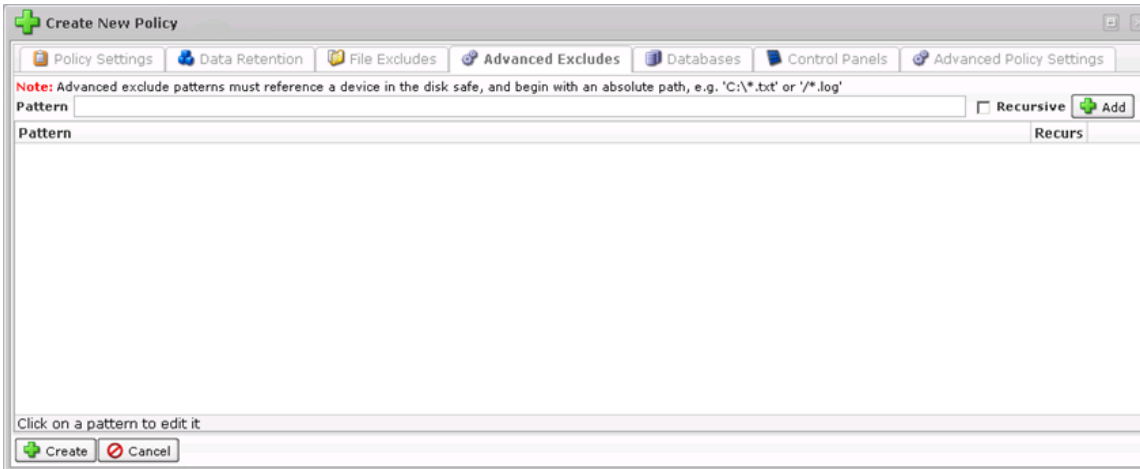 Create New Policy
Policy Settings Data Retention File Excludes Advanced Excludes Databases Control Panels Advanced Policy Settings
Note: Advanced exclude patterns must reference a device in the disk safe, and begin with an absolute path, e.g. 'C:\*.txt' or '/*.log'
Pattern Recursive Add
Pattern Recurs
Click on a pattern to edit it
Create Cancel